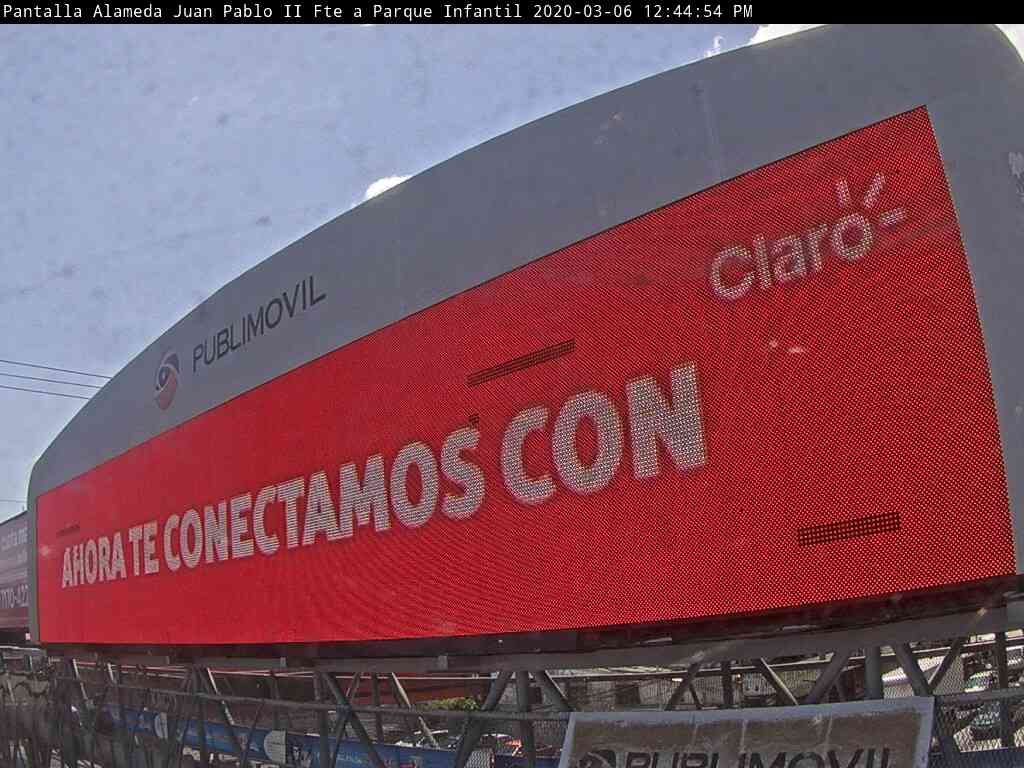 Pantalla Alameda Juan Pablo II Fte a Parque Infantil 2020-03-06 12:44:54 PM
PUBLIMOVIL
Claro
AHORA TE CONECTAMOS CON
PUBLIMOVIL